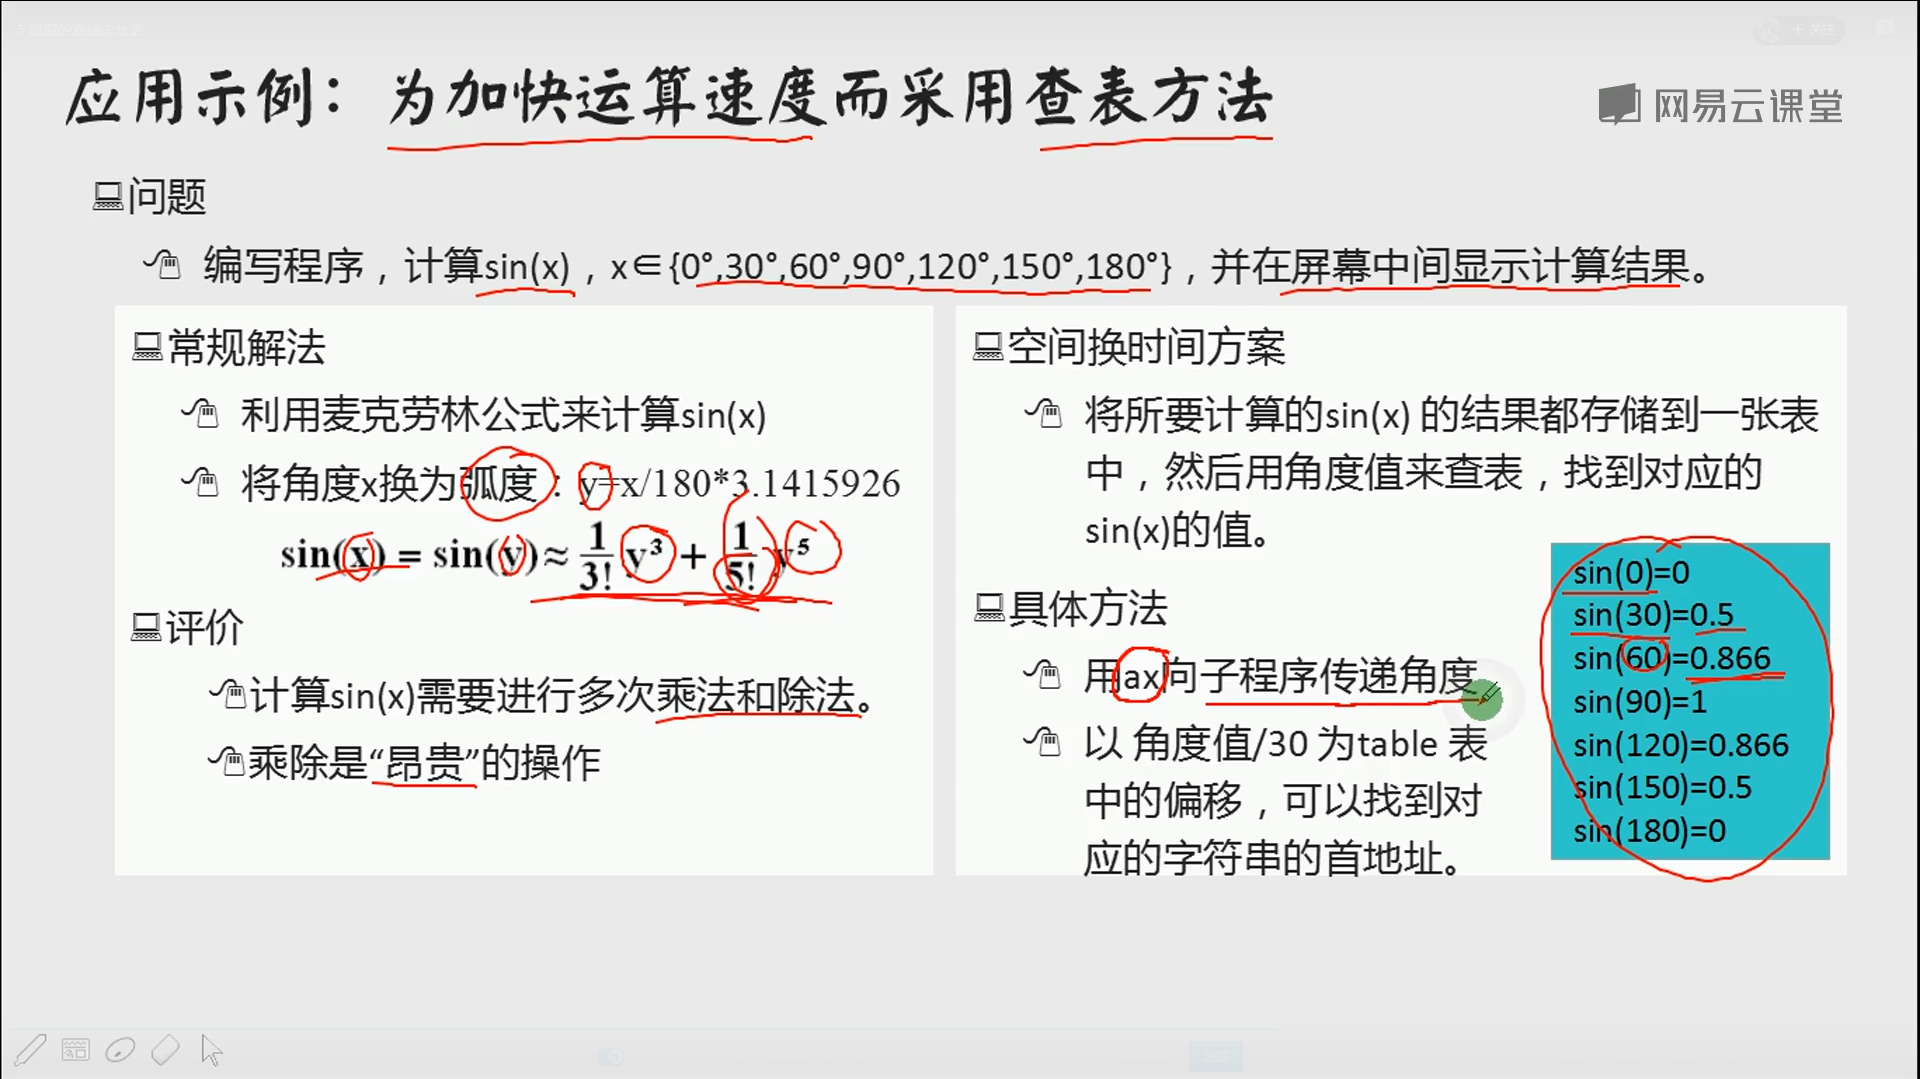 应用示例：为加快运算速度而采用查表方法
网易云课堂
问题
编写程序，计算sin(x)，x∈{0°,30°,60°,90°,120°,150°,180°}，并在屏幕中间显示计算结果。
常规解法
利用麦克劳林公式来计算sin(x)
将角度x换为弧度：y=x/180*3.1415926
sin(x) = sin(y)≈ 1/3! y³ + 1/5! y⁵
评价
计算sin(x)需要进行多次乘法和除法。
乘除是“昂贵”的操作
空间换时间方案
将所要计算的sin(x) 的结果都存储到一张表
中，然后用角度值来查表，找到对应的
sin(x)的值。
具体方法
用ax向子程序传递角度
以 角度值/30 为table 表
中的偏移，可以找到对
应的字符串的首地址。
sin(0)=0
sin(30)=0.5
sin(60)=0.866
sin(90)=1
sin(120)=0.866
sin(150)=0.5
sin(180)=0